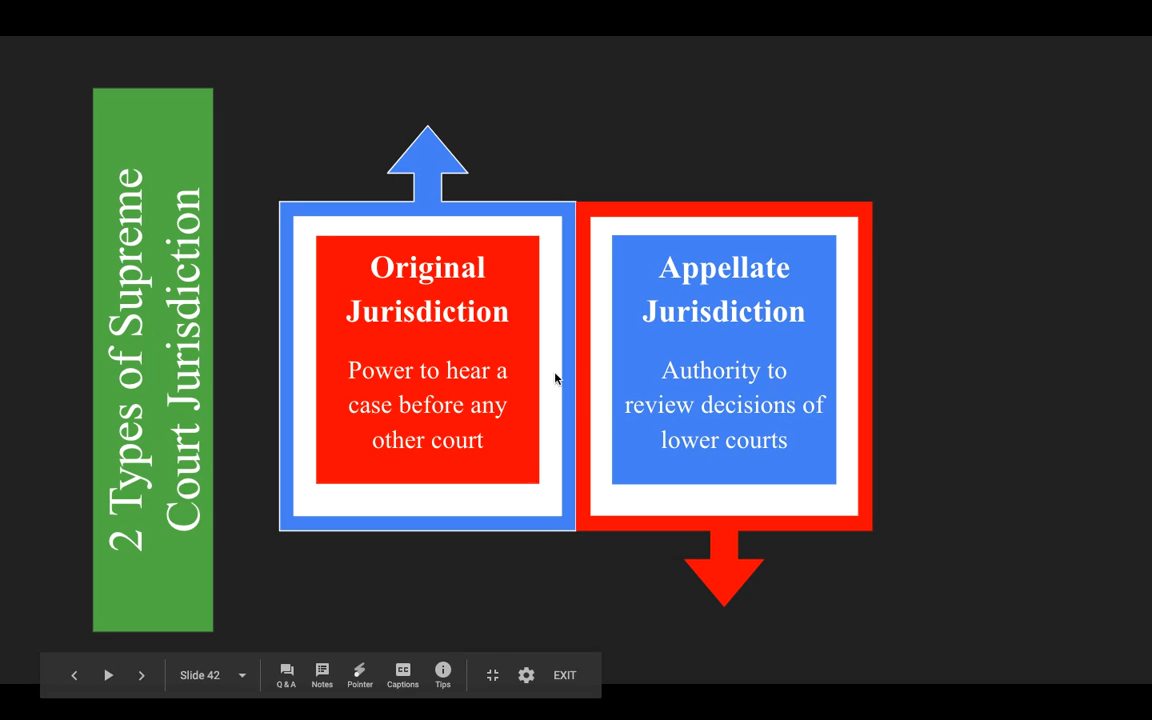 2 Types of Supreme
Court Jurisdiction
Original
Jurisdiction
Power to hear a
case before any
other court
Appellate
Jurisdiction
Authority to
review decisions of
lower courts
Slide 42
Q & A
Notes
Pointer
CC
Captions
Tips
EXIT